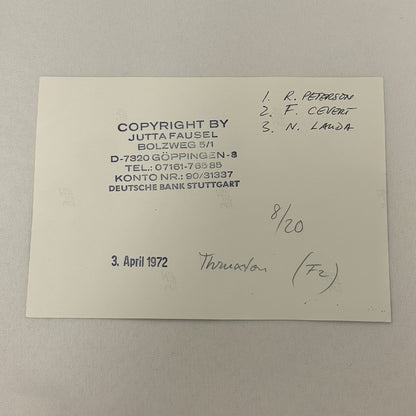 1. R. PETERSON
2. F. CEVERT
3. N. LAUDA
COPYRIGHT BY
JUTTA FAUSEL
BOLZWEG 5/1
D-7320 GÖPPINGEN-8
TEL.: 07161-76585
KONTO NR.: 90/31337
DEUTSCHE BANK STUTTGART
8/20
3. April 1972 Thruxton (F2)